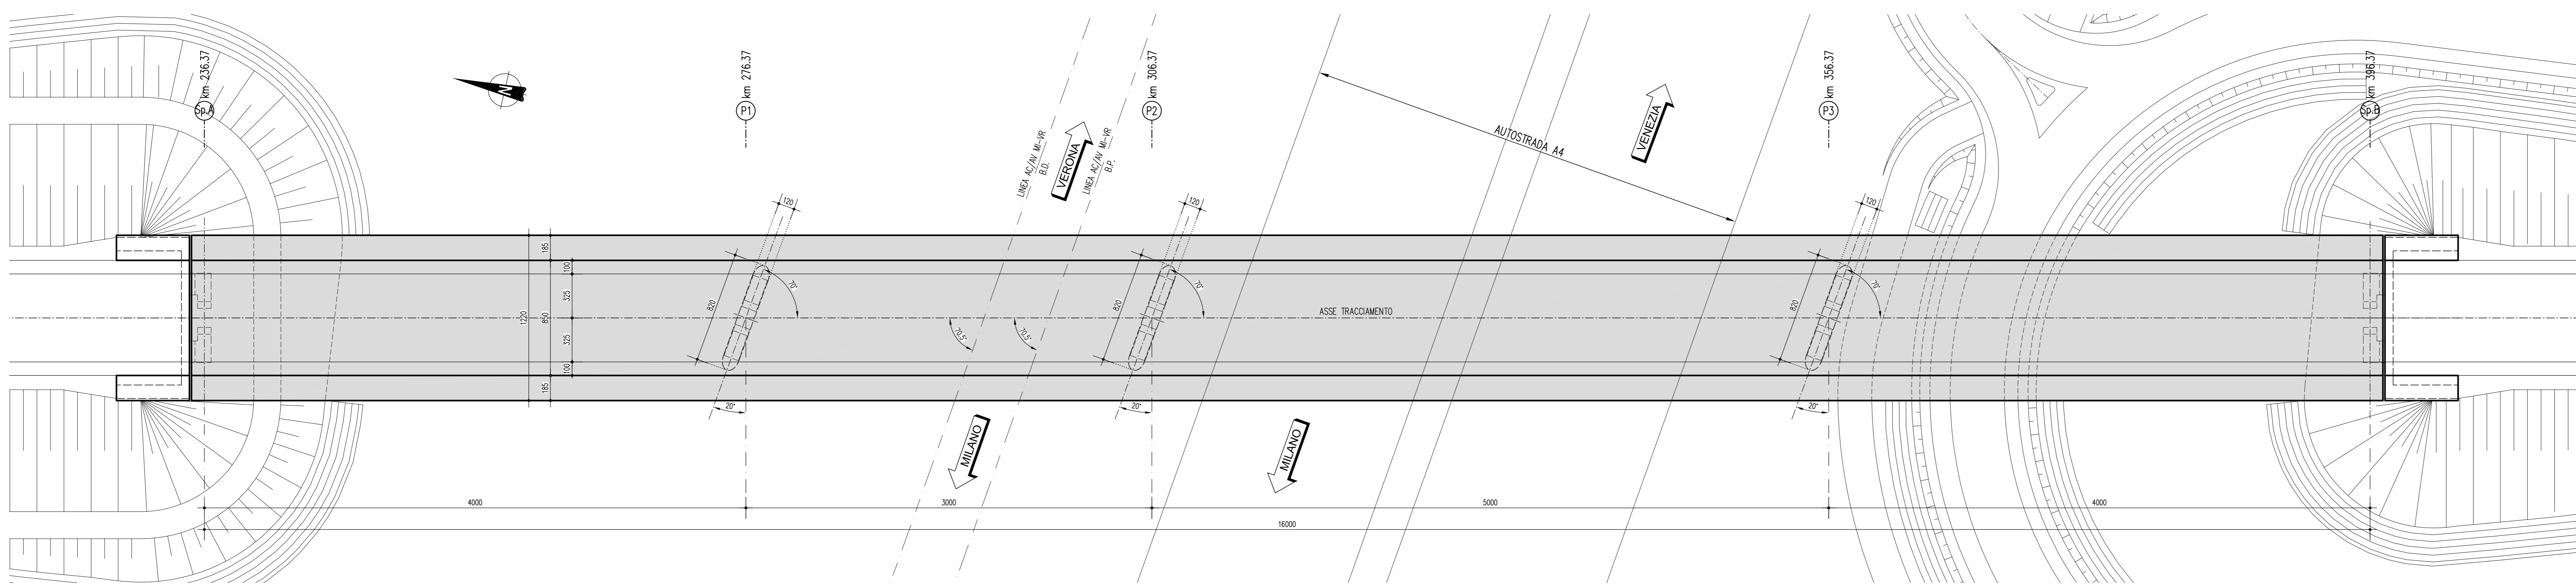 km 236.37
Sp.A
N
km 276.37
P1
km 306.37
P2
km 356.37
P3
km 396.37
Sp.B
LINEA AC/AV MI-VR
B.D.
VERONA
LINEA AC/AV MI-VR
B.P.
AUTOSTRADA A4
VENEZIA
120
120
120
185
100
325
1220
850
325
100
185
820
70°
820
70°
820
70°
70.5°
70.5°
ASSE TRACCIAMENTO
20°
20°
20°
MILANO
MILANO
4000
3000
5000
4000
16000